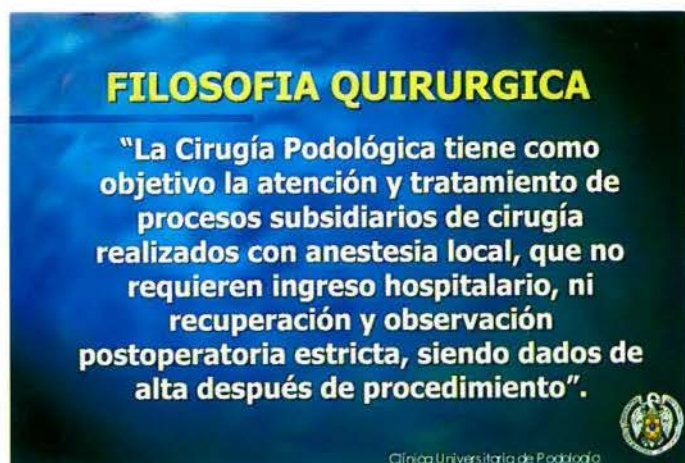 FILOSOFIA QUIRURGICA
“La Cirugía Podológica tiene como
objetivo la atención y tratamiento de
procesos subsidiarios de cirugía
realizados con anestesia local, que no
requieren ingreso hospitalario, ni
recuperación y observación
postoperatoria estricta, siendo dados de
alta después de procedimiento”.
Clínica Universitaria de Podología